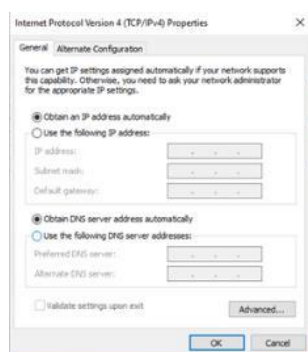 Internet Protocol Version 4 (TCP/IPv4) Properties
General Alternate Configuration
You can get IP settings assigned automatically if your network supports
this capability. Otherwise, you need to ask your network administrator
for the appropriate IP settings.
Obtain an IP address automatically
Use the following IP address:
IP address:
Subnet mask:
Default gateway:
Obtain DNS server address automatically
Use the following DNS server addresses:
Preferred DNS server:
Alternate DNS server:
Validate settings upon exit
Advanced...
OK Cancel